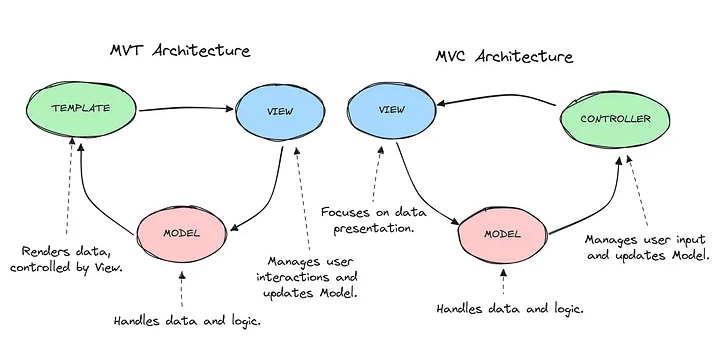 MVT Architecture
TEMPLATE
VIEW
MODEL
Renders data,
controlled by View.
Manages user
interactions and
updates Model.
Handles data and logic.
MVC Architecture
VIEW
CONTROLLER
MODEL
Focuses on data
presentation.
Manages user input
and updates Model.
Handles data and logic.